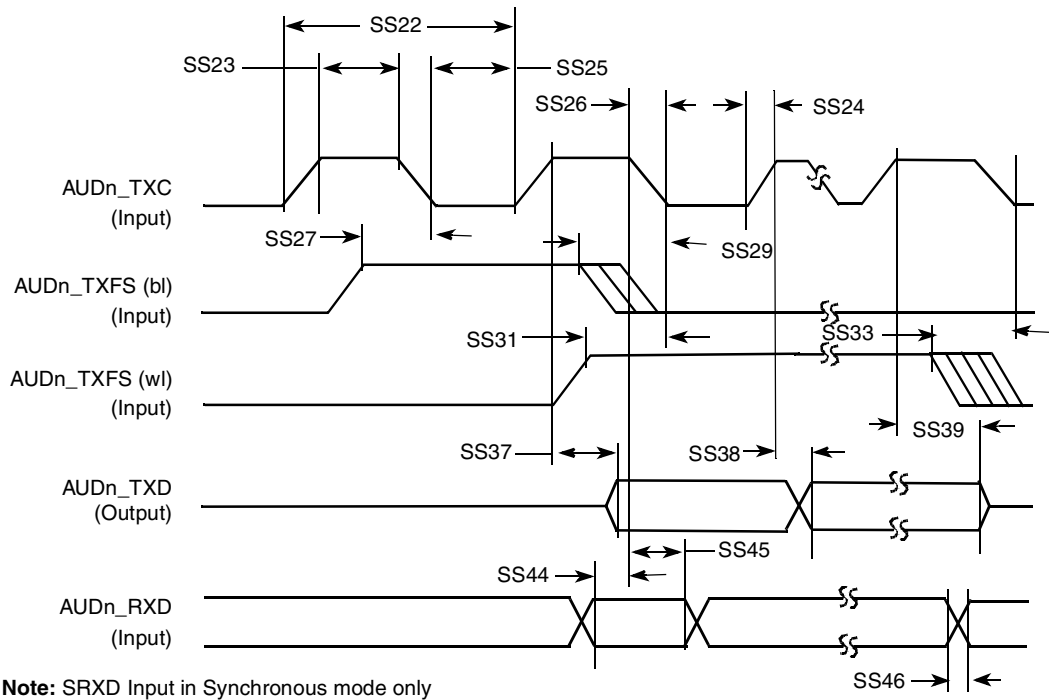 SS22
SS23
SS25
SS26
SS24
AUDn_TXC
(Input)
SS27
SS29
AUDn_TXFS (bl)
(Input)
SS31
SS33
AUDn_TXFS (wl)
(Input)
SS39
SS37
SS38
AUDn_TXD
(Output)
SS45
SS44
AUDn_RXD
(Input)
SS46
Note: SRXD Input in Synchronous mode only